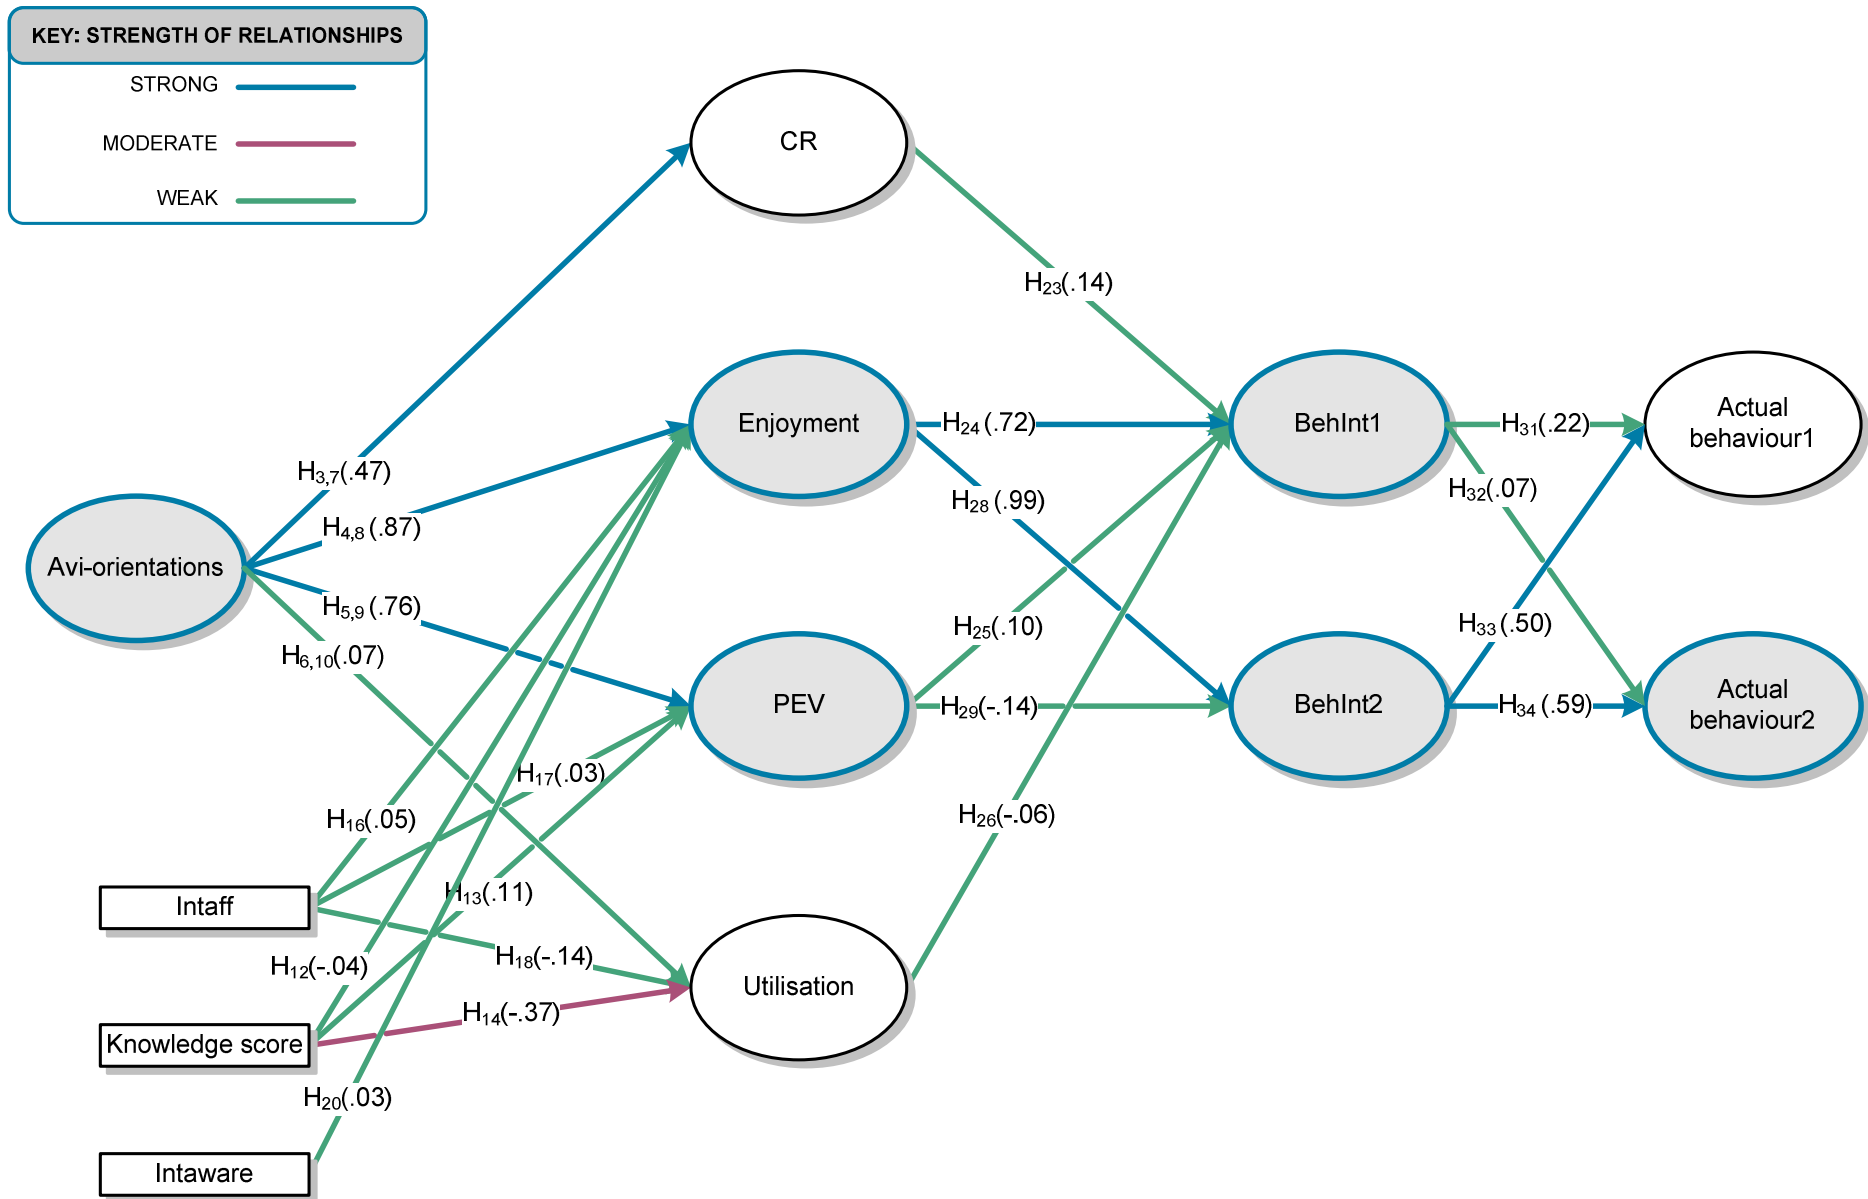 KEY: STRENGTH OF RELATIONSHIPS
STRONG
MODERATE
WEAK
CR
H23(.14)
Enjoyment
H24 (.72)
BehInt1
H31(.22)
Actual
behaviour1
H3,7(.47)
H4,8 (.87)
H28 (.99)
H32(.07)
Avi-orientations
H5,9 (.76)
H6,10(.07)
H25(.10)
H33 (.50)
PEV
H29(-.14)
BehInt2
H34 (.59)
Actual
behaviour2
H17(.03)
H16(.05)
H26(-.06)
H13(.11)
Intaff
H12(-.04)
H18(-.14)
Utilisation
H14(-.37)
Knowledge score
H20(.03)
Intaware